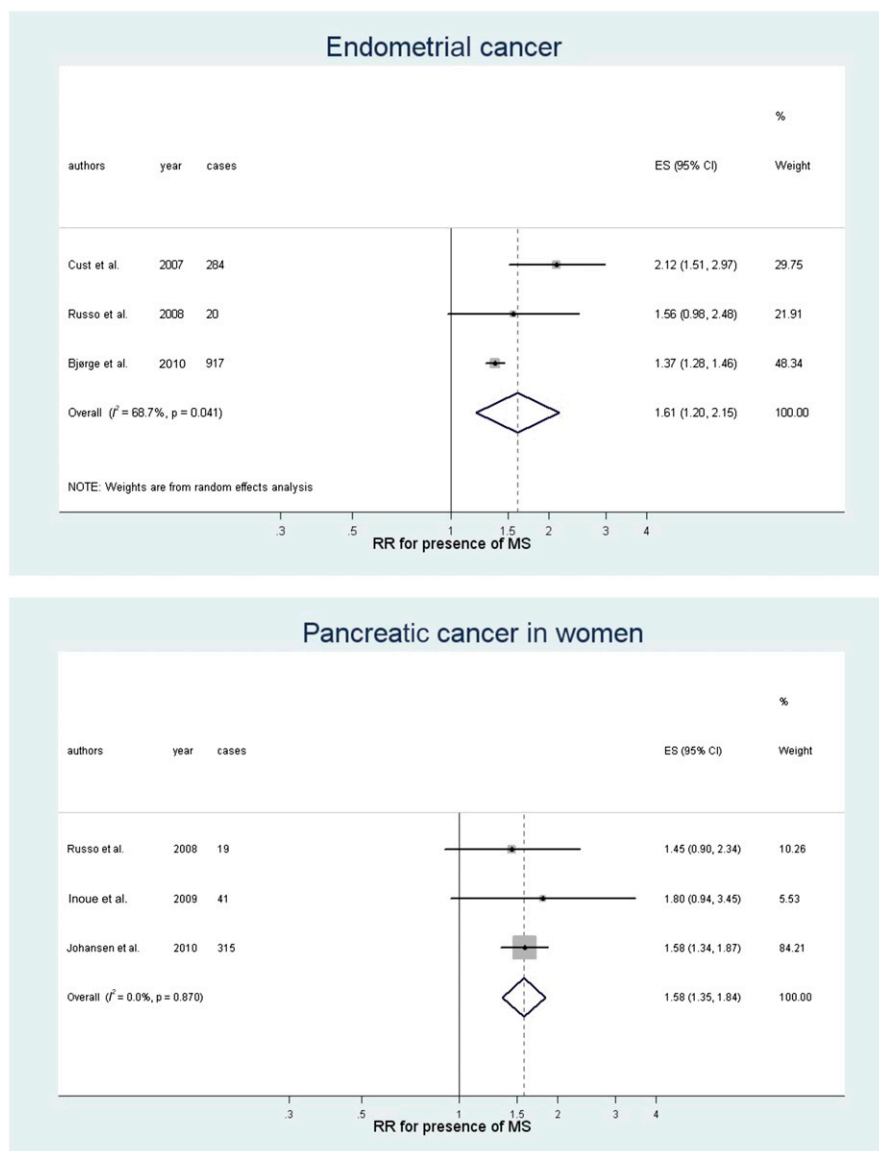 Endometrial cancer
%
authors year cases ES (95% CI) Weight
Cust et al. 2007 284 2.12 (1.51, 2.97) 29.75
Russo et al. 2008 20 1.56 (0.98, 2.48) 21.91
Bjørge et al. 2010 917 1.37 (1.28, 1.46) 48.34
Overall (I² = 68.7%, p = 0.041) 1.61 (1.20, 2.15) 100.00
NOTE: Weights are from random effects analysis
.3 .5 1 1.5 2 3 4
RR for presence of MS
Pancreatic cancer in women
%
authors year cases ES (95% CI) Weight
Russo et al. 2008 19 1.45 (0.90, 2.34) 10.26
Inoue et al. 2009 41 1.80 (0.94, 3.45) 5.53
Johansen et al. 2010 315 1.58 (1.34, 1.87) 84.21
Overall (I² = 0.0%, p = 0.870) 1.58 (1.35, 1.84) 100.00
.3 .5 1 1.5 2 3 4
RR for presence of MS